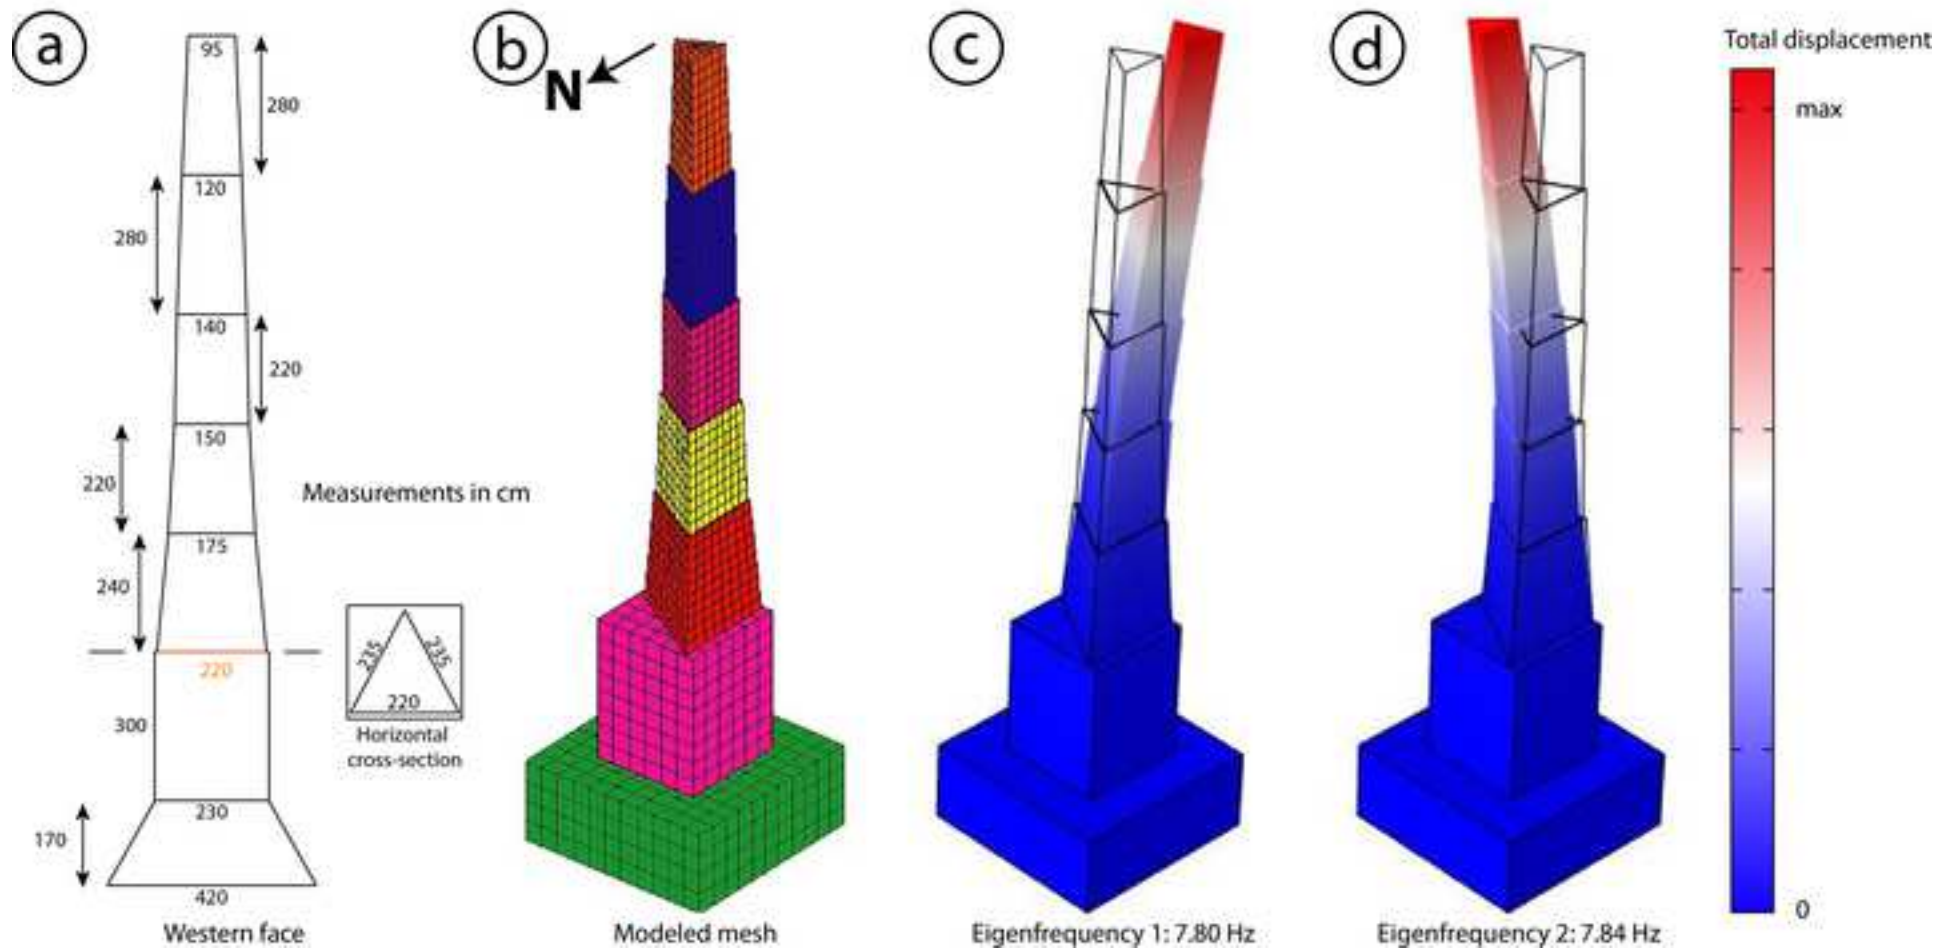 a
95
280
120
280
140
220
150
220
Measurements in cm
175
240
220
300
235
235
220
Horizontal
cross-section
230
170
420
Western face
b
N
Modeled mesh
c
Eigenfrequency 1: 7.80 Hz
d
Eigenfrequency 2: 7.84 Hz
Total displacement
max
0